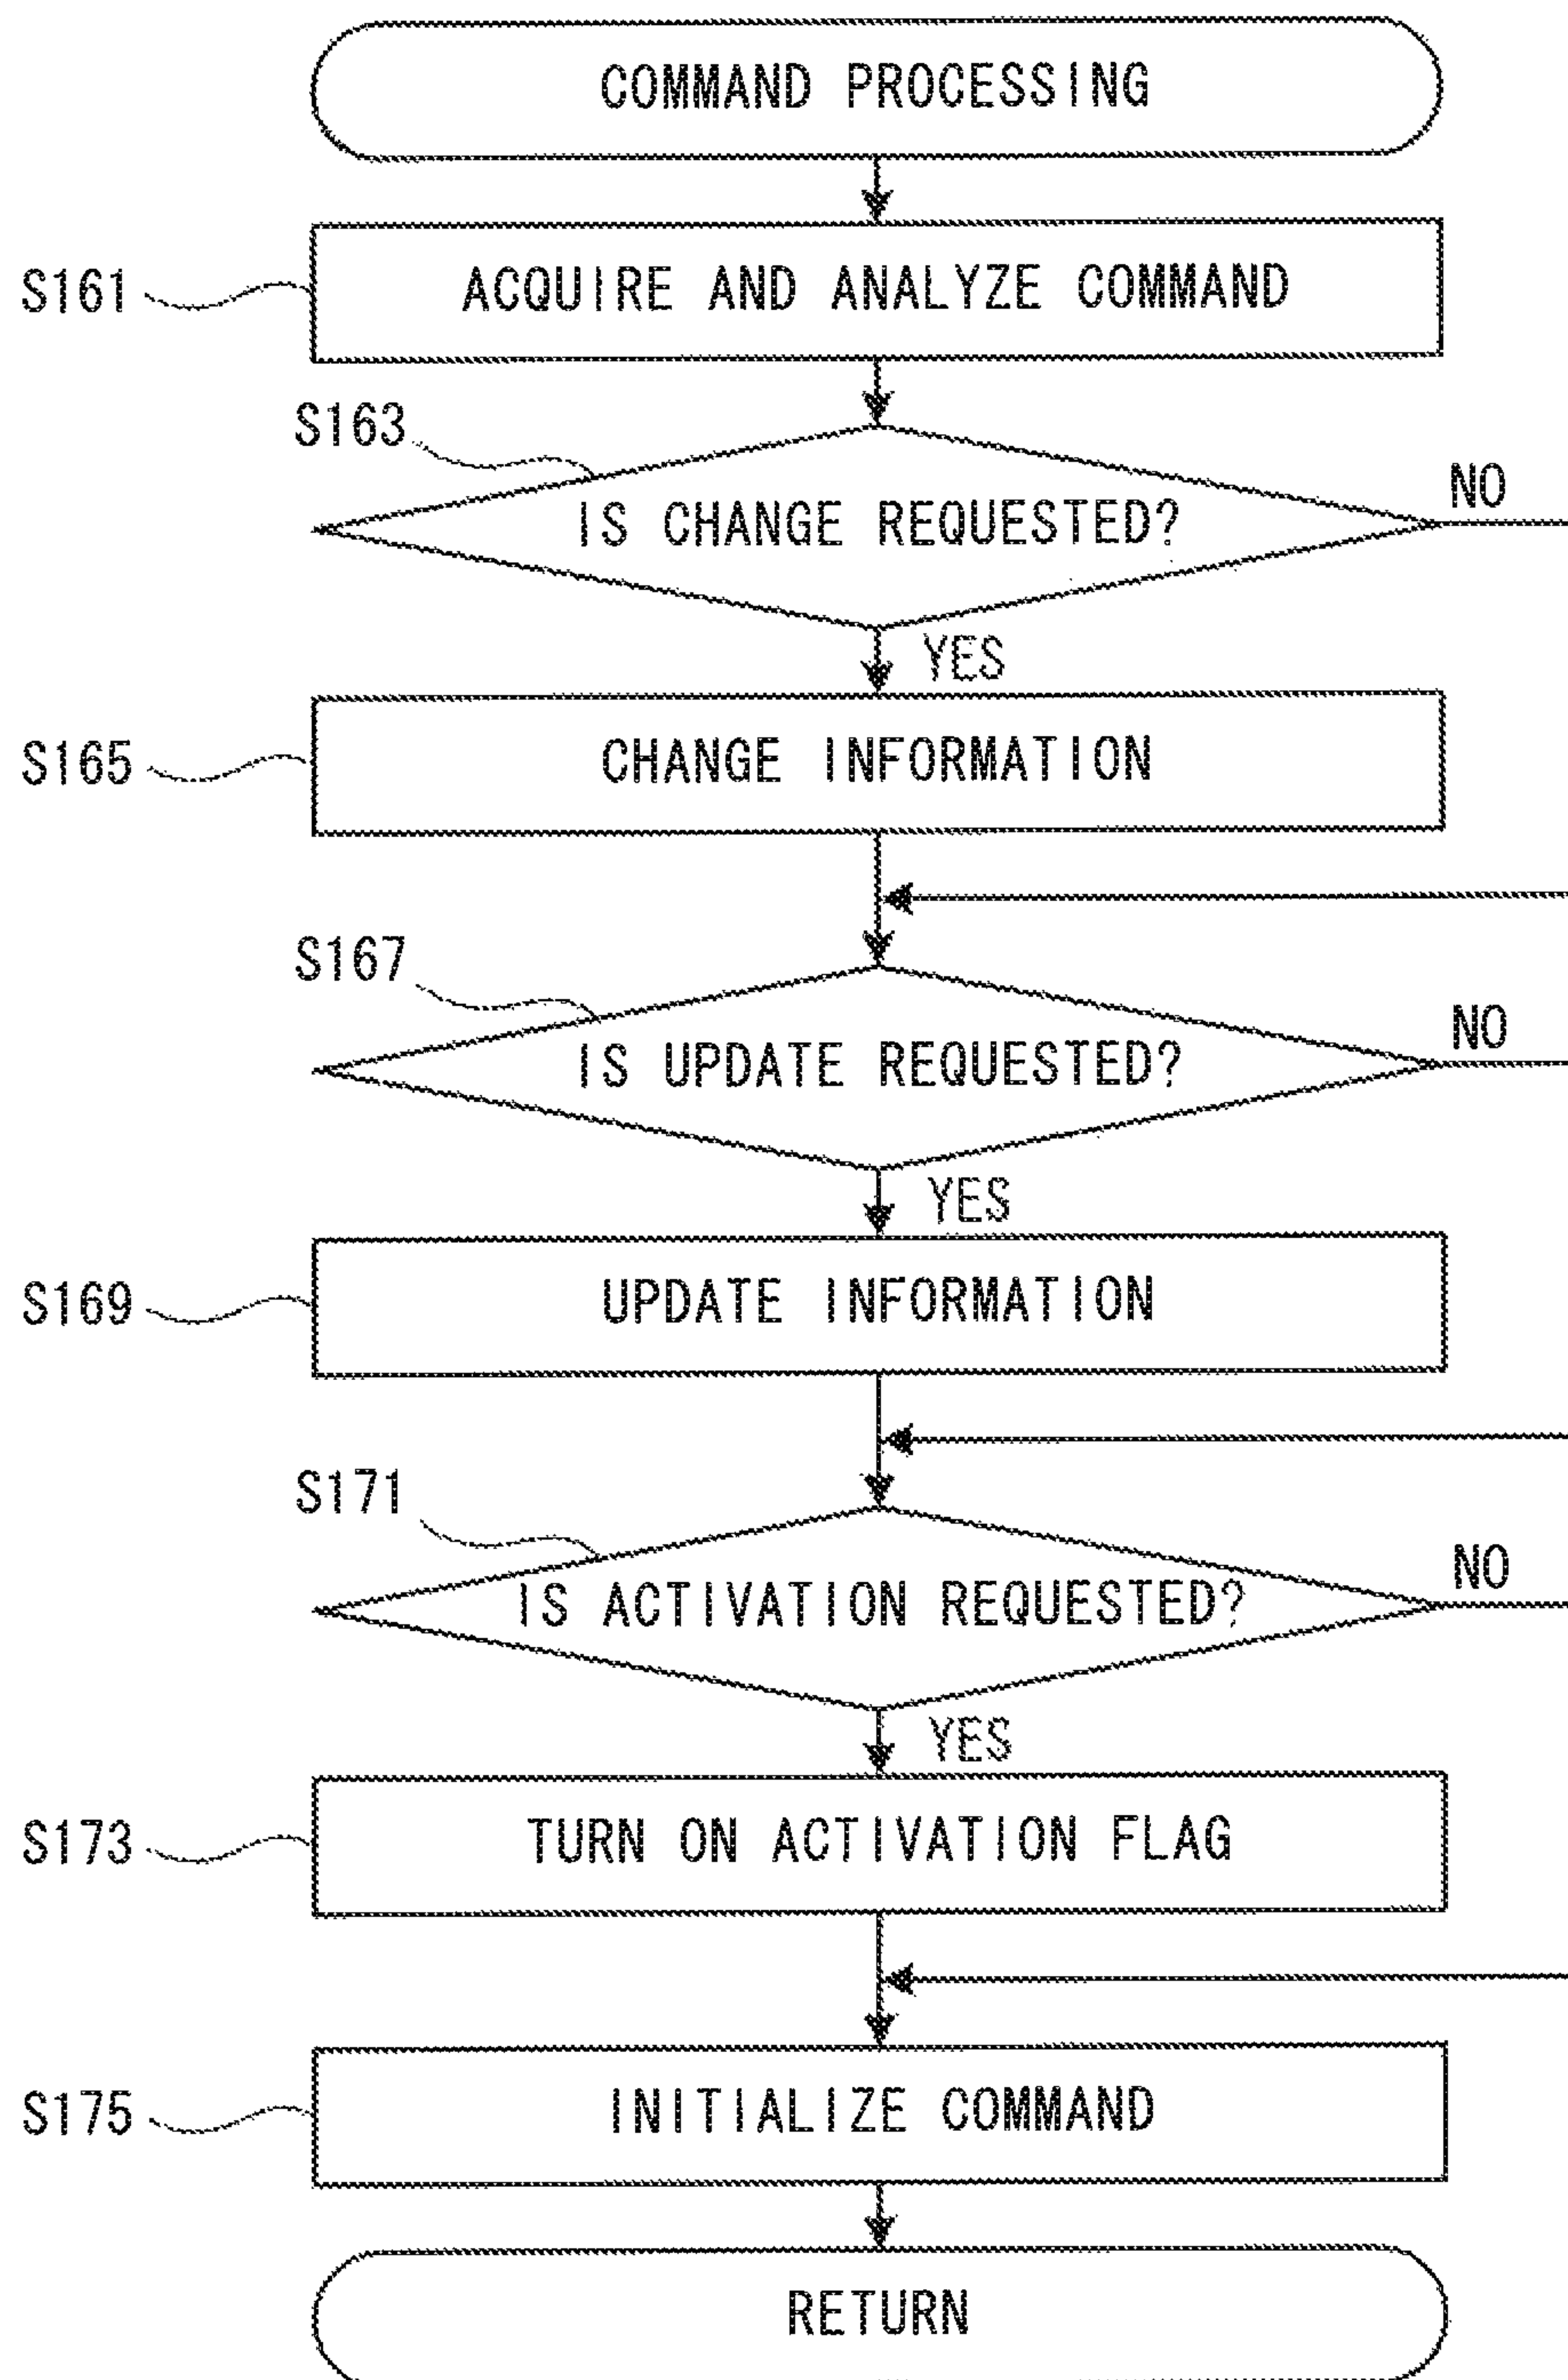 COMMAND PROCESSING
S161
ACQUIRE AND ANALYZE COMMAND
S163
IS CHANGE REQUESTED?
NO
YES
S165
CHANGE INFORMATION
S167
IS UPDATE REQUESTED?
NO
YES
S169
UPDATE INFORMATION
S171
IS ACTIVATION REQUESTED?
NO
YES
S173
TURN ON ACTIVATION FLAG
S175
INITIALIZE COMMAND
RETURN